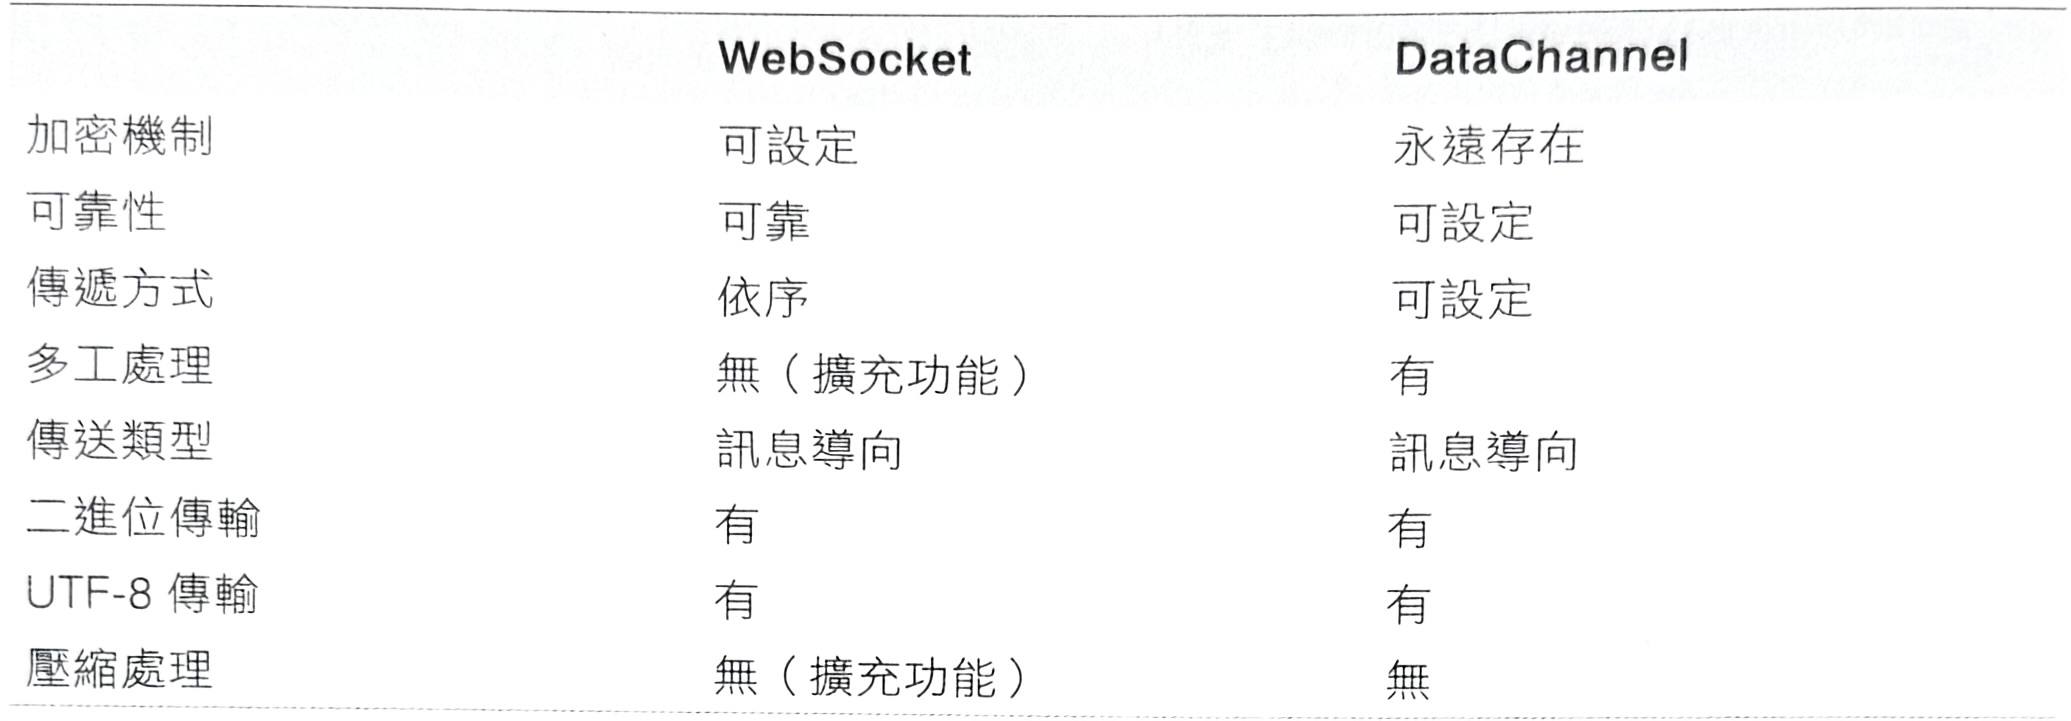 WebSocket DataChannel
加密機制 可設定 永遠存在
可靠性 可靠 可設定
傳遞方式 依序 可設定
多工處理 無（擴充功能） 有
傳送類型 訊息導向 訊息導向
二進位傳輸 有 有
UTF-8 傳輸 有 有
壓縮處理 無（擴充功能） 無